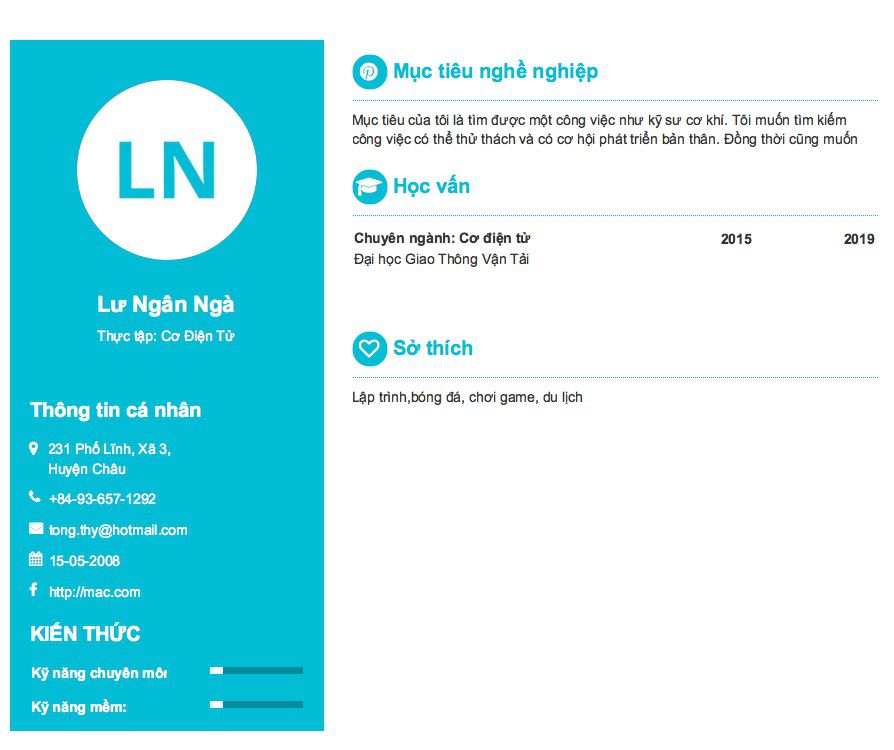 LN
Lư Ngân Ngà
Thực tập: Cơ Điện Tử
Thông tin cá nhân
231 Phố Lĩnh, Xã 3,
Huyện Châu
+84-93-657-1292
tong.thy@hotmail.com
15-05-2008
http://mac.com
KIẾN THỨC
Kỹ năng chuyên môn
Kỹ năng mềm:
Mục tiêu nghề nghiệp
Mục tiêu của tôi là tìm được một công việc như kỹ sư cơ khí. Tôi muốn tìm kiếm
công việc có thể thử thách và có cơ hội phát triển bản thân. Đồng thời cũng muốn
Học vấn
Chuyên ngành: Cơ điện tử 2015 2019
Đại học Giao Thông Vận Tải
Sở thích
Lập trình,bóng đá, chơi game, du lịch